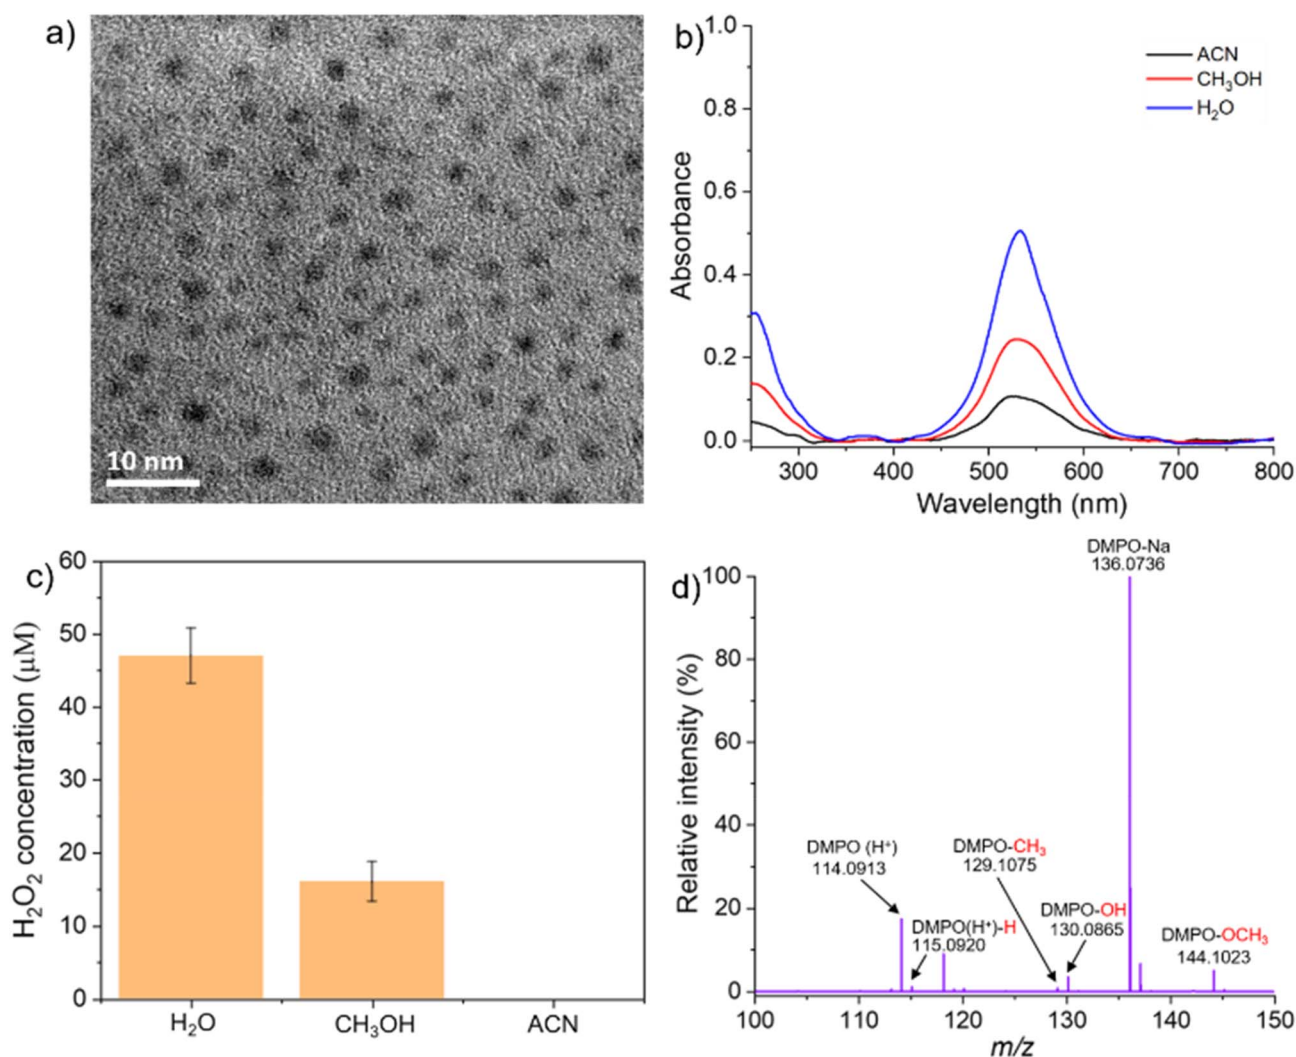 a)
10 nm
b)
1.0
0.8
0.6
0.4
0.2
0.0
Absorbance
ACN
CH₃OH
H₂O
300 400 500 600 700 800
Wavelength (nm)
c)
60
50
40
30
20
10
0
H₂O₂ concentration (μM)
H₂O CH₃OH ACN
d)
100
80
60
40
20
0
Relative intensity (%)
DMPO-Na
136.0736
DMPO (H⁺)
114.0913
DMPO-CH₃
129.1075
DMPO(H⁺)-H
115.0920
DMPO-OH
130.0865
DMPO-OCH₃
144.1023
100 110 120 130 140 150
m/z